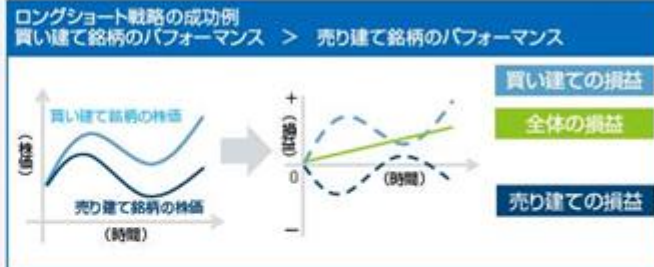 ロングショート戦略の成功例
買い建て銘柄のパフォーマンス ＞ 売り建て銘柄のパフォーマンス
買い建て銘柄の株価
(株価)
売り建て銘柄の株価
(時間)
+
(損益)
0
−
(時間)
買い建ての損益
全体の損益
売り建ての損益